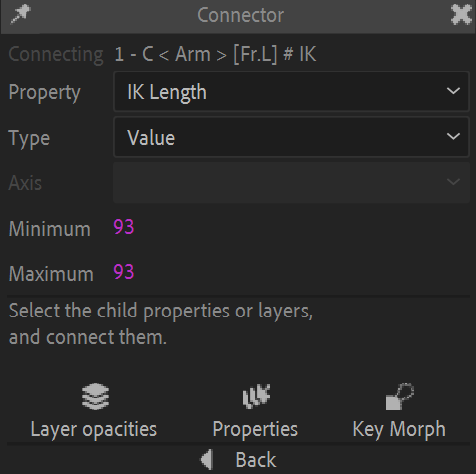 Connector
Connecting 1 - C < Arm > [Fr.L] # IK
Property IK Length
Type Value
Axis
Minimum 93
Maximum 93
Select the child properties or layers,
and connect them.
Layer opacities Properties Key Morph
Back